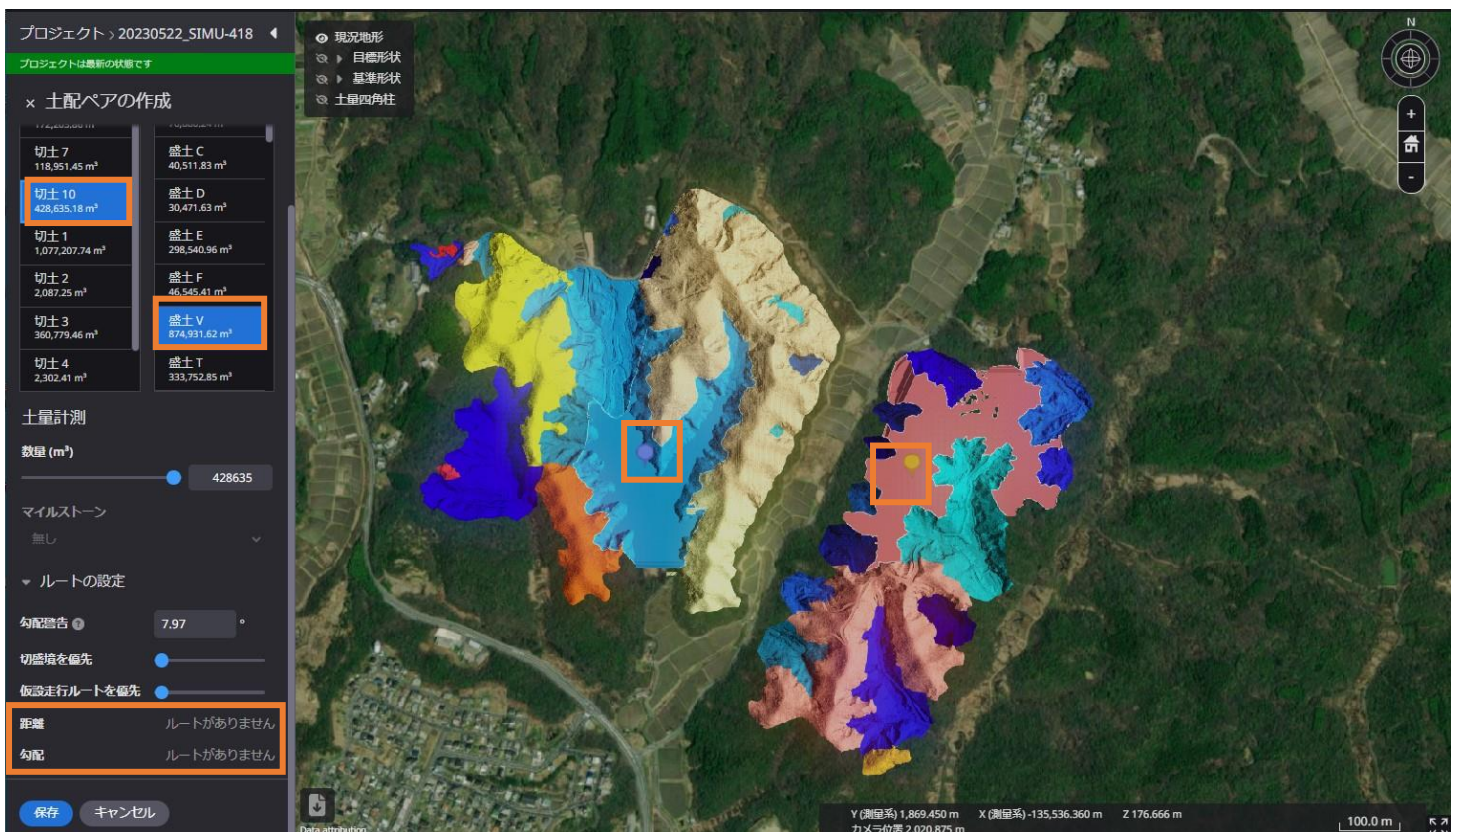 プロジェクト › 20230522_SIMU-418
プロジェクトは最新の状態です
× 土配ペアの作成
切土 7
118,951.45 m³
切土 10
428,635.18 m³
切土 1
1,077,207.74 m³
切土 2
2,087.25 m³
切土 3
360,779.46 m³
切土 4
2,302.41 m³
盛土 C
40,511.83 m³
盛土 D
30,471.63 m³
盛土 E
298,540.96 m³
盛土 F
46,545.41 m³
盛土 V
874,931.62 m³
盛土 T
333,752.85 m³
土量計測
数量 (m³)
428635
マイルストーン
無し
ルートの設定
勾配警告 ?
7.97 °
切盛境を優先
仮設走行ルートを優先
距離 ルートがありません
勾配 ルートがありません
保存 キャンセル
現況地形
目標形状
基準形状
土量四角柱
N
+
-
Data attribution
Y (測量系) 1,869.450 m X (測量系) -135,536.360 m Z 176.666 m
カメラ位置 2,020.875 m
100.0 m